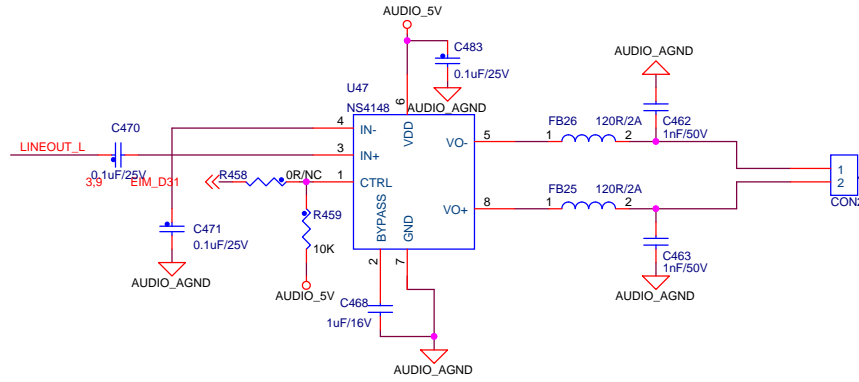 AUDIO_5V
C483
0.1uF/25V
AUDIO_AGND
AUDIO_AGND
U47
NS4148
6
VDD
C470
0.1uF/25V
LINEOUT_L
4
IN-
3
IN+
1
CTRL
BYPASS
GND
VO-
5
VO+
8
FB26
120R/2A
1
2
C462
1nF/50V
FB25
120R/2A
1
2
1
2
3,9
EIM_D31
R458
0R/NC
R459
10K
AUDIO_5V
C471
0.1uF/25V
AUDIO_AGND
2
7
C468
1uF/16V
AUDIO_AGND
C463
1nF/50V
AUDIO_AGND